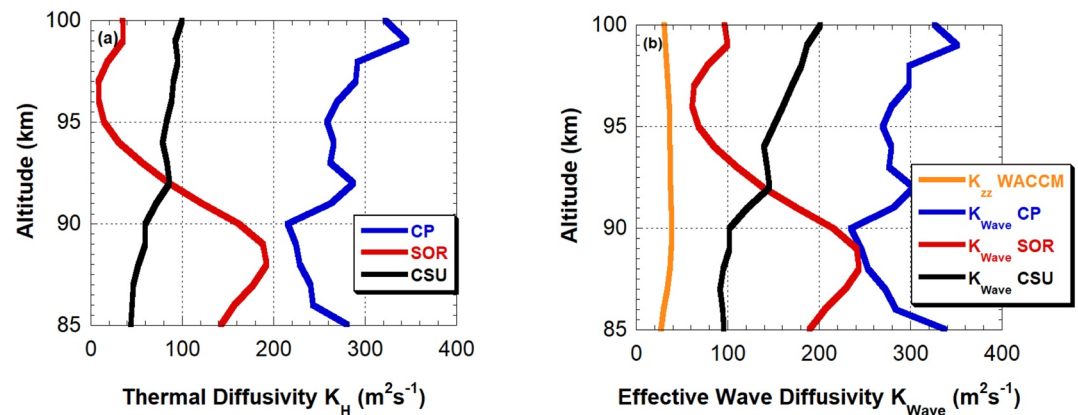 (a)
100
95
90
85
Altitude (km)
0 100 200 300 400
Thermal Diffusivity K_H (m²s⁻¹)
CP
SOR
CSU
(b)
100
95
90
85
Altitude (km)
0 100 200 300 400
Effective Wave Diffusivity K_Wave (m²s⁻¹)
K_zz WACCM
K_Wave CP
K_Wave SOR
K_Wave CSU